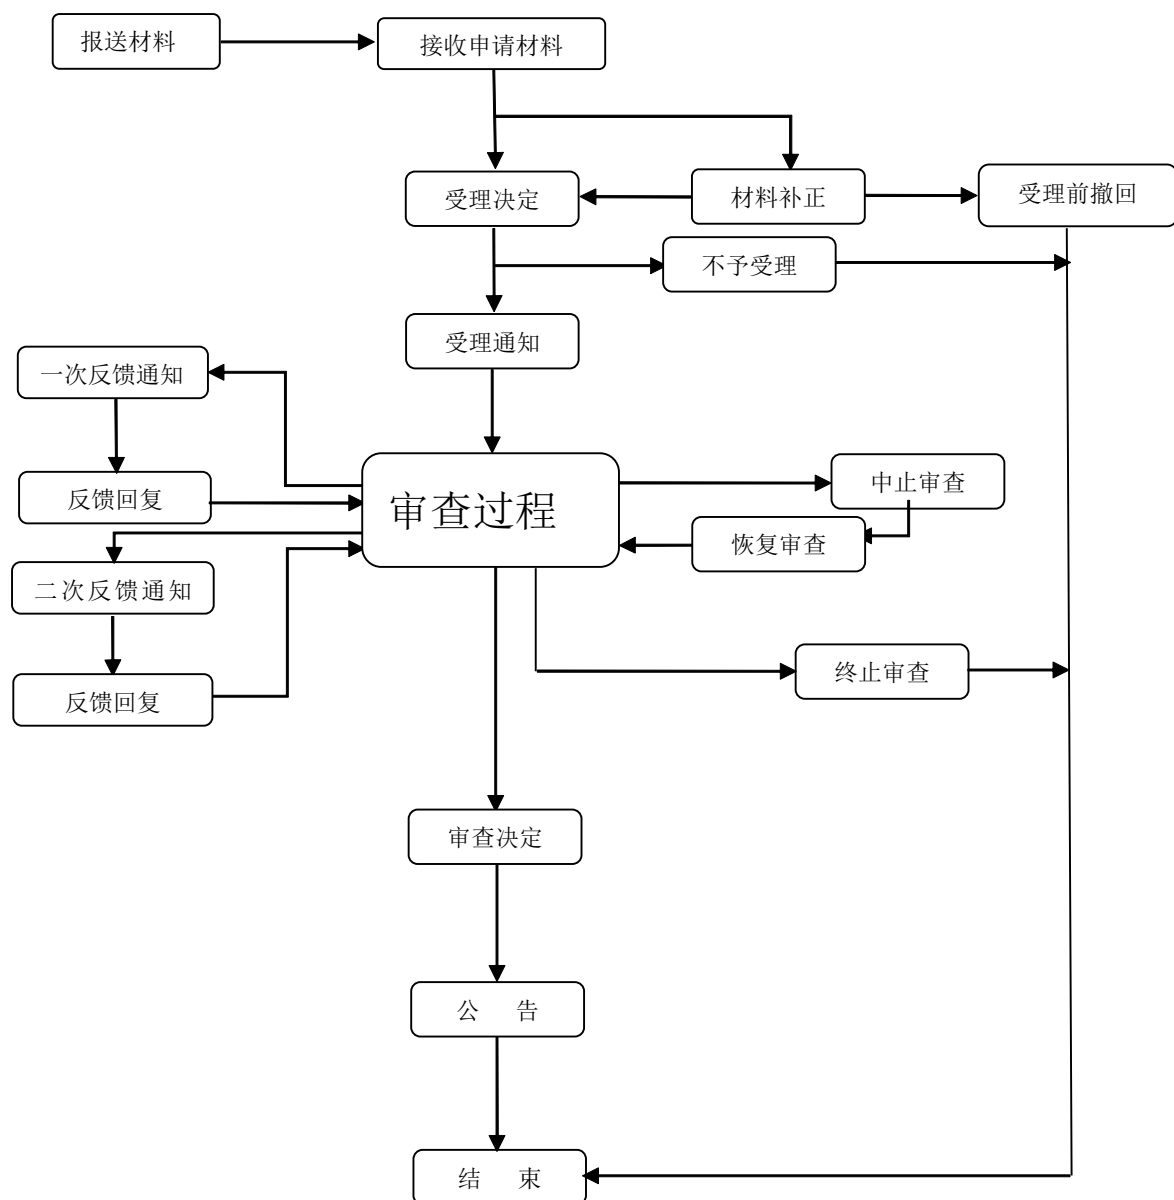 报送材料
接收申请材料
受理决定
材料补正
受理前撤回
不予受理
受理通知
一次反馈通知
反馈回复
审查过程
中止审查
恢复审查
二次反馈通知
反馈回复
终止审查
审查决定
公 告
结 束